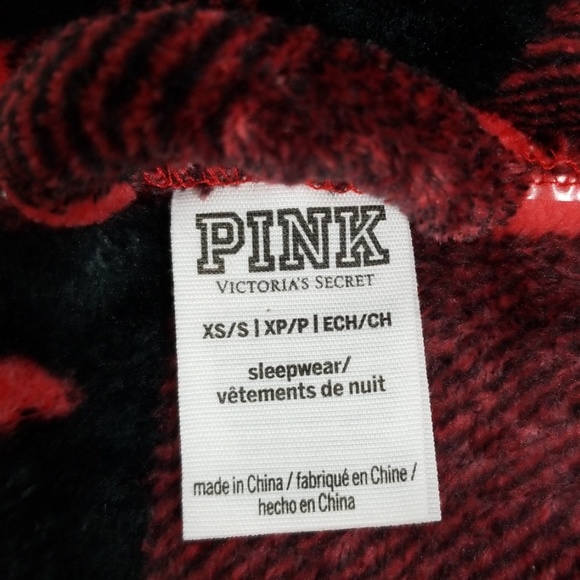 PINK
VICTORIA'S SECRET
XS/S | XP/P | ECH/CH
sleepwear/
vêtements de nuit
made in China / fabriqué en Chine /
hecho en China